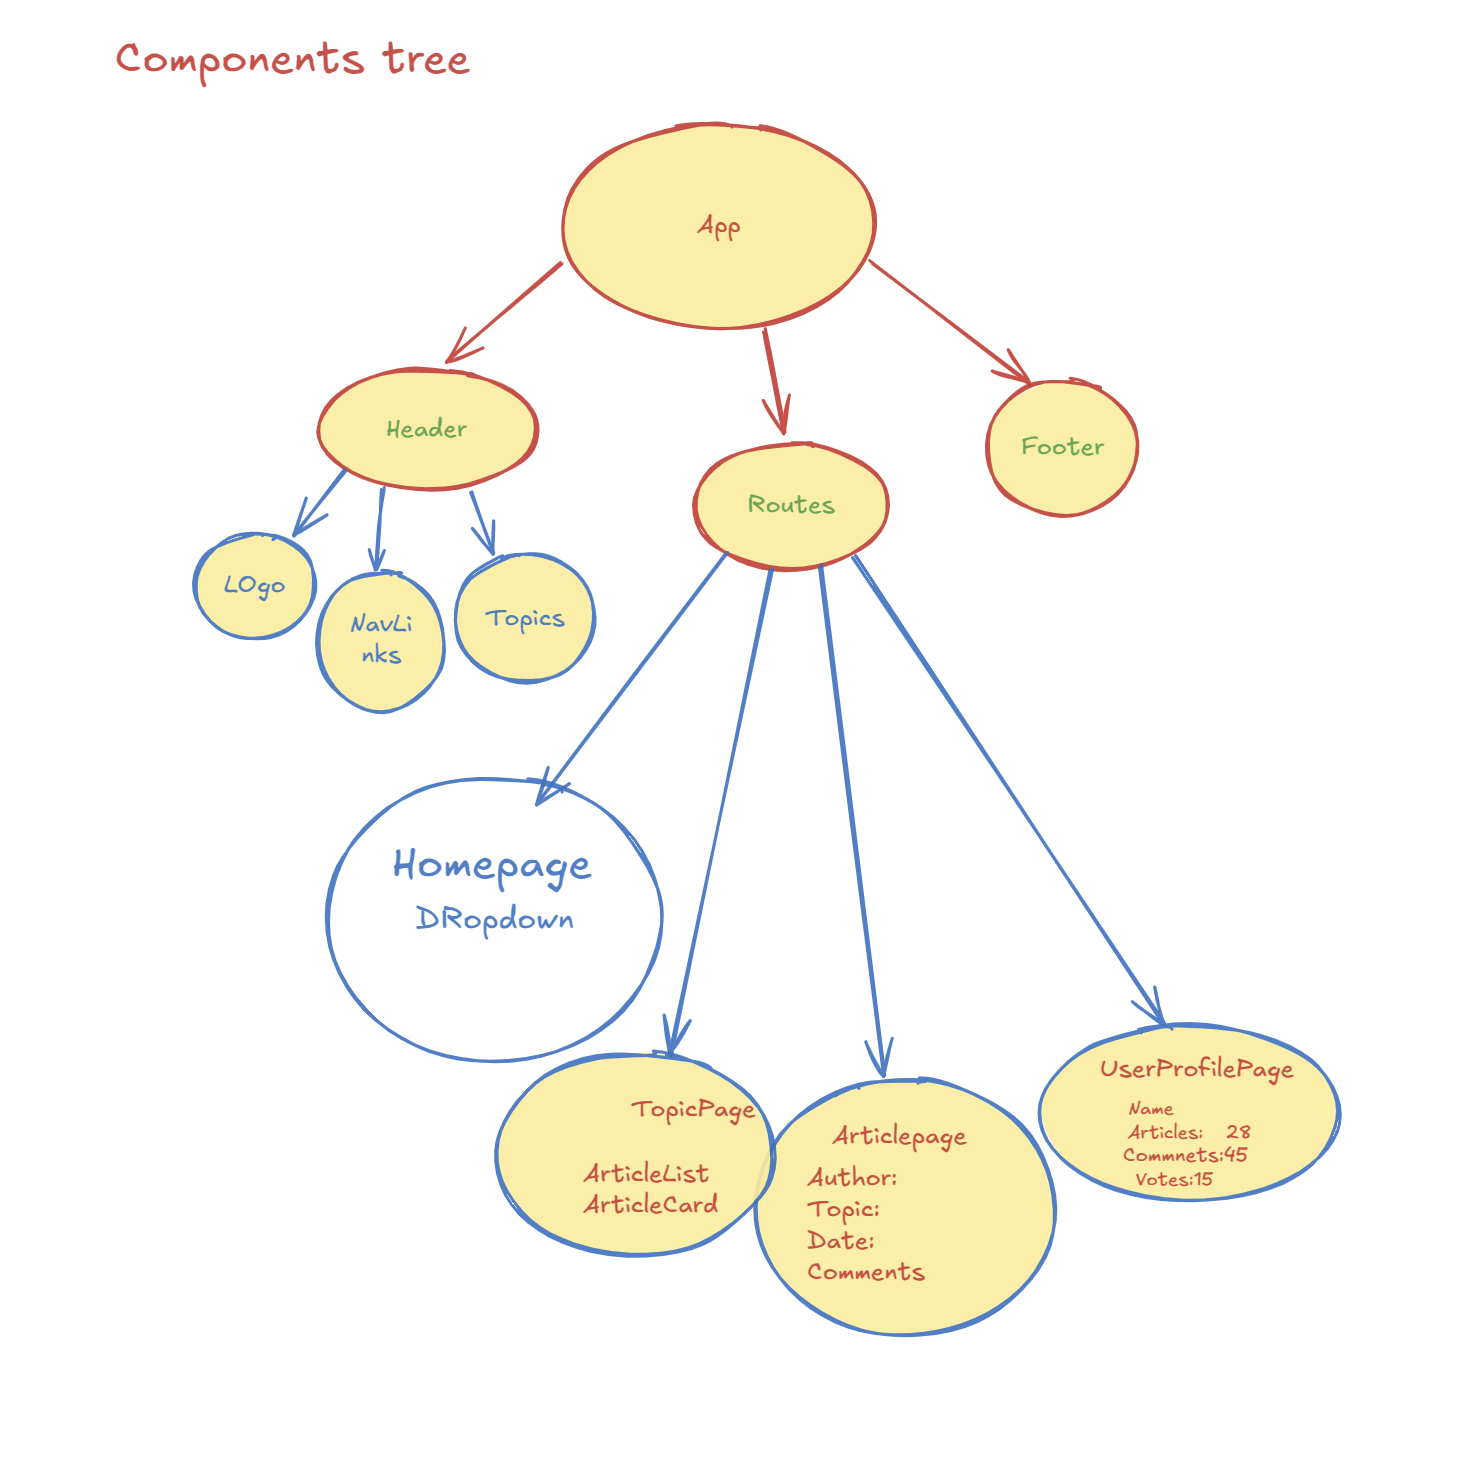 Components tree
App
Header
Routes
Footer
LOgo
NavLi
nks
Topics
Homepage
DRopdown
TopicPage
ArticleList
ArticleCard
Articlepage
Author:
Topic:
Date:
Comments
UserProfilePage
Name
Articles: 28
Commnets:45
Votes:15